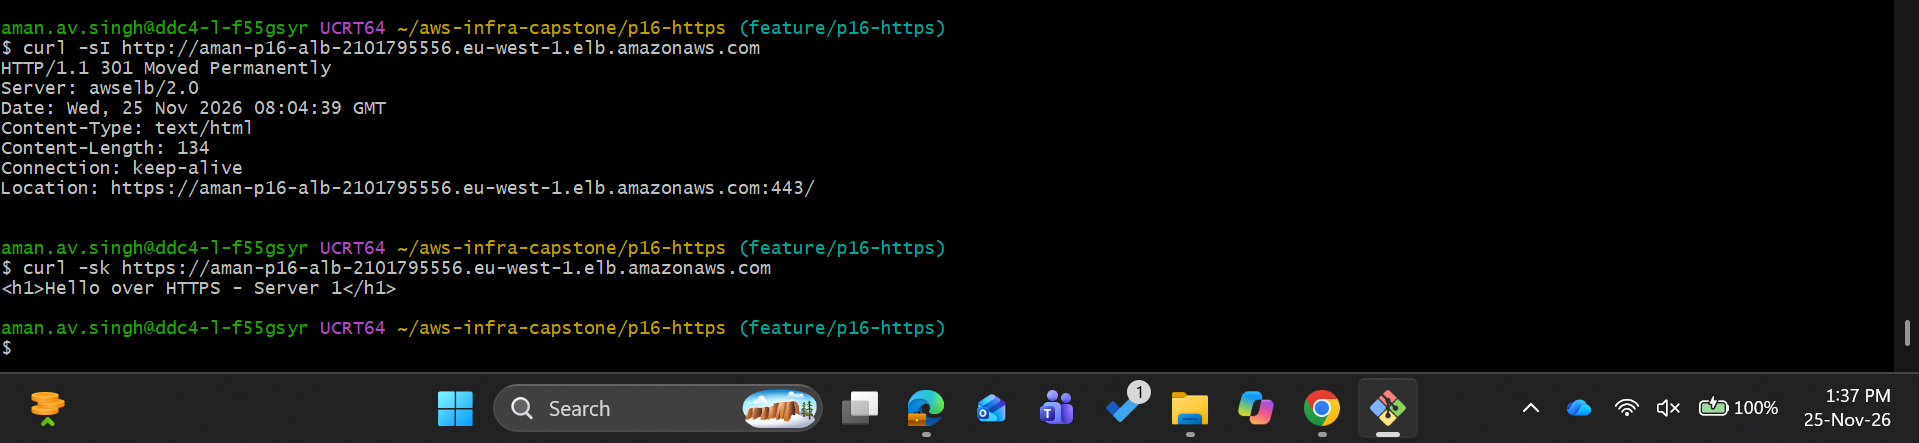 aman.av.singh@ddc4-l-f55gsyr UCRT64 ~/aws-infra-capstone/p16-https (feature/p16-https)
$ curl -sI http://aman-p16-alb-2101795556.eu-west-1.elb.amazonaws.com
HTTP/1.1 301 Moved Permanently
Server: awselb/2.0
Date: Wed, 25 Nov 2026 08:04:39 GMT
Content-Type: text/html
Content-Length: 134
Connection: keep-alive
Location: https://aman-p16-alb-2101795556.eu-west-1.elb.amazonaws.com:443/
aman.av.singh@ddc4-l-f55gsyr UCRT64 ~/aws-infra-capstone/p16-https (feature/p16-https)
$ curl -sk https://aman-p16-alb-2101795556.eu-west-1.elb.amazonaws.com
<h1>Hello over HTTPS - Server 1</h1>
aman.av.singh@ddc4-l-f55gsyr UCRT64 ~/aws-infra-capstone/p16-https (feature/p16-https)
$
Search
1
100%
1:37 PM
25-Nov-26